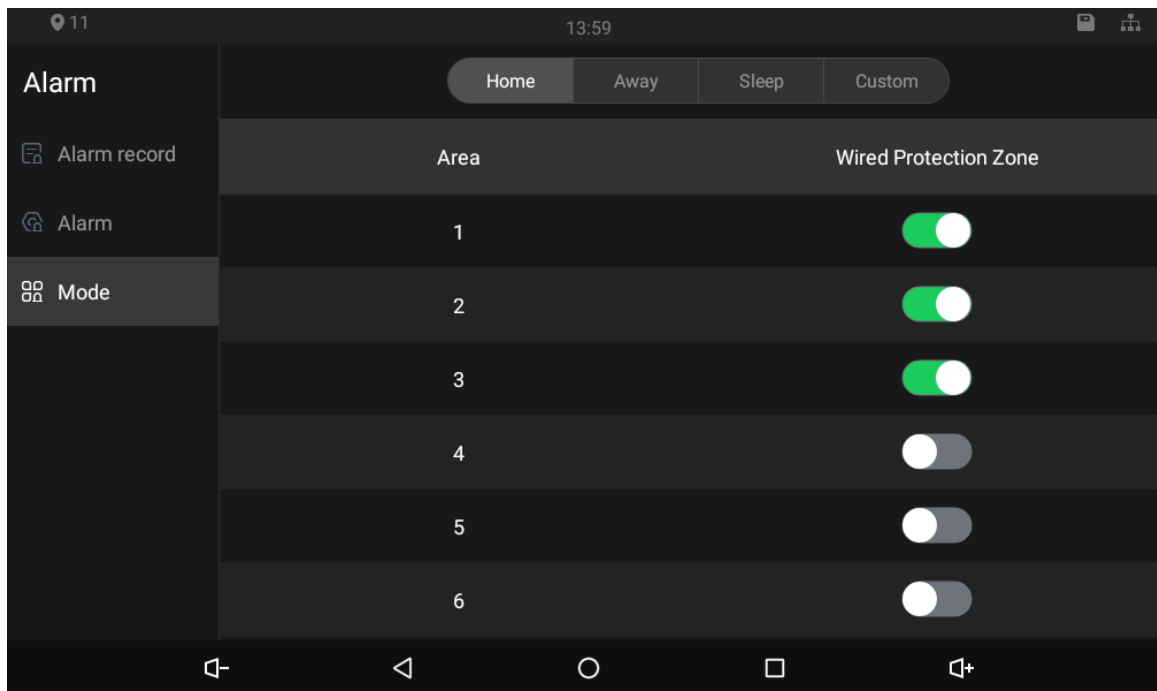 11
13:59
Alarm
Home Away Sleep Custom
Alarm record
Area Wired Protection Zone
Alarm
1
Mode
2
3
4
5
6